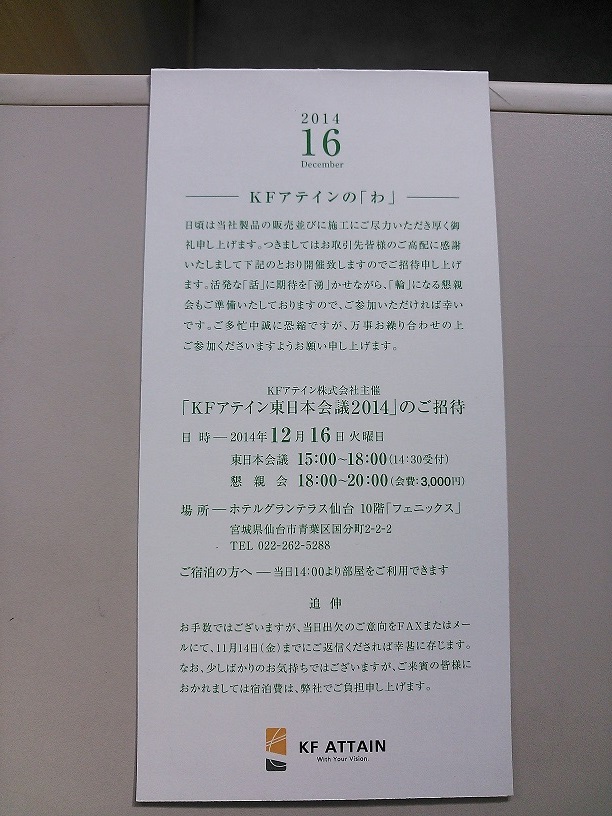 2014
16
December
KFアテインの「わ」
日頃は当社製品の販売並びに施工にご尽力いただき厚く御
礼申し上げます。つきましてはお取引先皆様のご高配に感謝
いたしまして下記のとおり開催致しますのでご招待申し上げ
ます。活発な「話」に期待を「湧」かせながら、「輪」になる懇親
会もご準備いたしておりますので、ご参加いただければ幸い
です。ご多忙中誠に恐縮ですが、万事お繰り合わせの上
ご参加くださいますようお願い申し上げます。
KFアテイン株式会社主催
「KFアテイン東日本会議2014」のご招待
日 時 ― 2014年 12 月 16 日 火曜日
東日本会議 15:00~18:00 (14:30受付)
懇 親 会 18:00~20:00 (会費: 3,000円)
場 所 ― ホテルグランテラス仙台 10階「フェニックス」
宮城県仙台市青葉区国分町2-2-2
TEL 022-262-5288
ご宿泊の方へ ― 当日14:00より部屋をご利用できます
追 伸
お手数ではございますが、当日出欠のご意向をFAXまたはメー
ルにて、11月14日(金)までにご返信くだされば幸甚に存じます。
なお、少しばかりのお気持ちではございますが、ご来賓の皆様に
おかれましては宿泊費は、弊社でご負担申し上げます。
KF ATTAIN
With Your Vision.